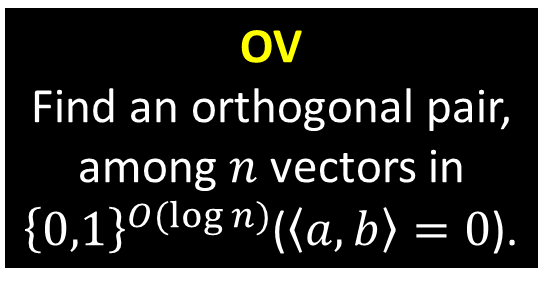 OV
Find an orthogonal pair,
among n vectors in
{0,1}^{O(log n)}(⟨a, b⟩ = 0).